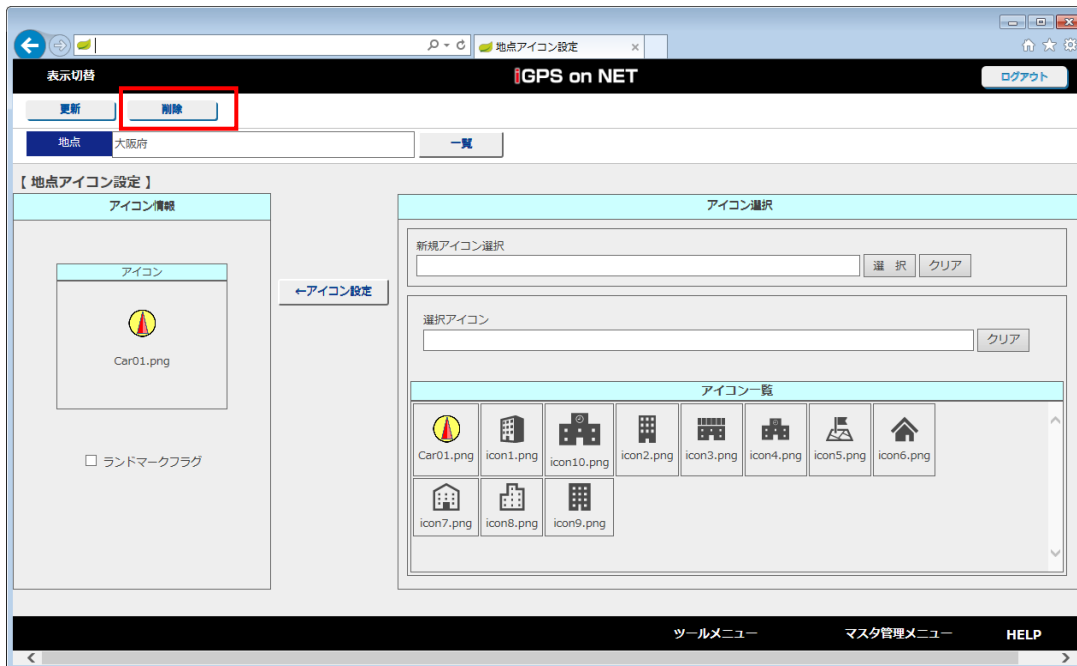 地点アイコン設定
表示切替
iGPS on NET
ログアウト
更新
削除
地点
大阪府
一覧
【 地点アイコン設定 】
アイコン情報
アイコン
Car01.png
ランドマークフラグ
←アイコン設定
アイコン選択
新規アイコン選択
選 択
クリア
選択アイコン
クリア
アイコン一覧
Car01.png
icon1.png
icon10.png
icon2.png
icon3.png
icon4.png
icon5.png
icon6.png
icon7.png
icon8.png
icon9.png
ツールメニュー
マスタ管理メニュー
HELP